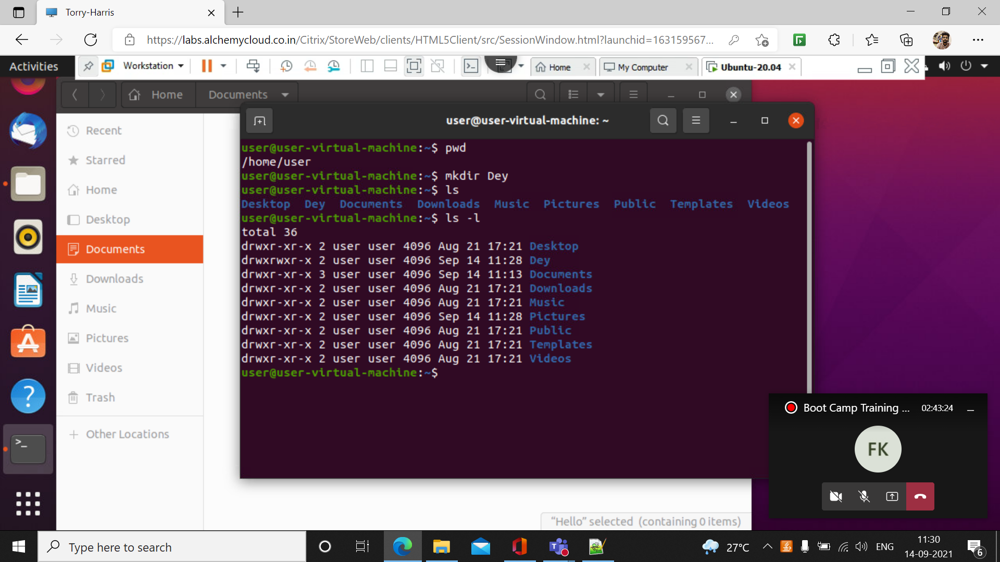 Torry-Harris
https://labs.alchemycloud.co.in/Citrix/StoreWeb/clients/HTML5Client/src/SessionWindow.html?launchid=163159567...
Activities
Workstation
Home
My Computer
Ubuntu-20.04
Home
Documents
user@user-virtual-machine: ~
Recent
Starred
Home
Desktop
Documents
Downloads
Music
Pictures
Videos
Trash
Other Locations
user@user-virtual-machine:~$ pwd
/home/user
user@user-virtual-machine:~$ mkdir Dey
user@user-virtual-machine:~$ ls
Desktop Dey Documents Downloads Music Pictures Public Templates Videos
user@user-virtual-machine:~$ ls -l
total 36
drwxr-xr-x 2 user user 4096 Aug 21 17:21 Desktop
drwxrwxr-x 2 user user 4096 Sep 14 11:28 Dey
drwxr-xr-x 3 user user 4096 Sep 14 11:13 Documents
drwxr-xr-x 2 user user 4096 Aug 21 17:21 Downloads
drwxr-xr-x 2 user user 4096 Aug 21 17:21 Music
drwxr-xr-x 2 user user 4096 Sep 14 11:28 Pictures
drwxr-xr-x 2 user user 4096 Aug 21 17:21 Public
drwxr-xr-x 2 user user 4096 Aug 21 17:21 Templates
drwxr-xr-x 2 user user 4096 Aug 21 17:21 Videos
user@user-virtual-machine:~$
Boot Camp Training ... 02:43:24
FK
“Hello” selected (containing 0 items)
Type here to search
27°C
ENG
11:30
14-09-2021
6